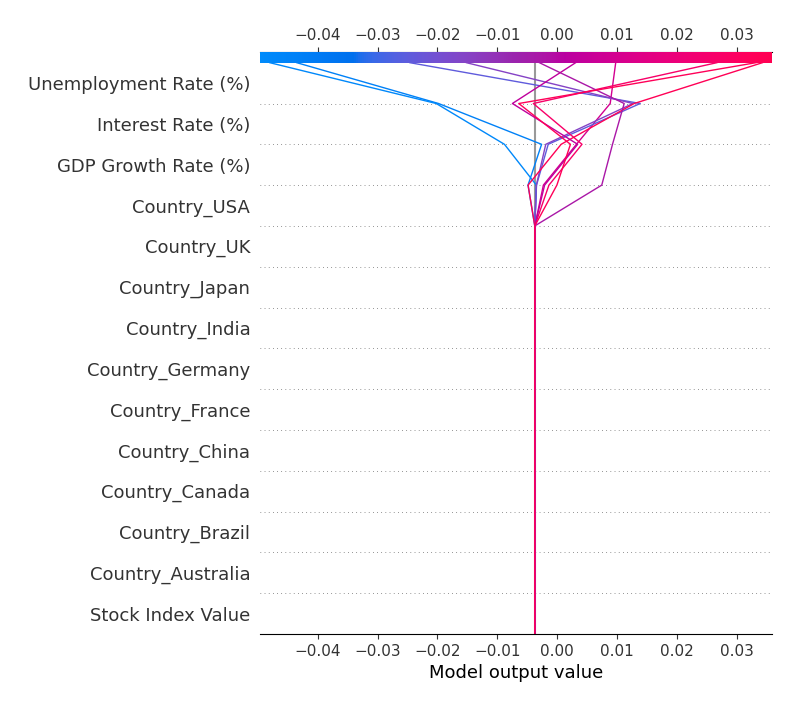 −0.04 −0.03 −0.02 −0.01 0.00 0.01 0.02 0.03
Unemployment Rate (%)
Interest Rate (%)
GDP Growth Rate (%)
Country_USA
Country_UK
Country_Japan
Country_India
Country_Germany
Country_France
Country_China
Country_Canada
Country_Brazil
Country_Australia
Stock Index Value
−0.04 −0.03 −0.02 −0.01 0.00 0.01 0.02 0.03
Model output value